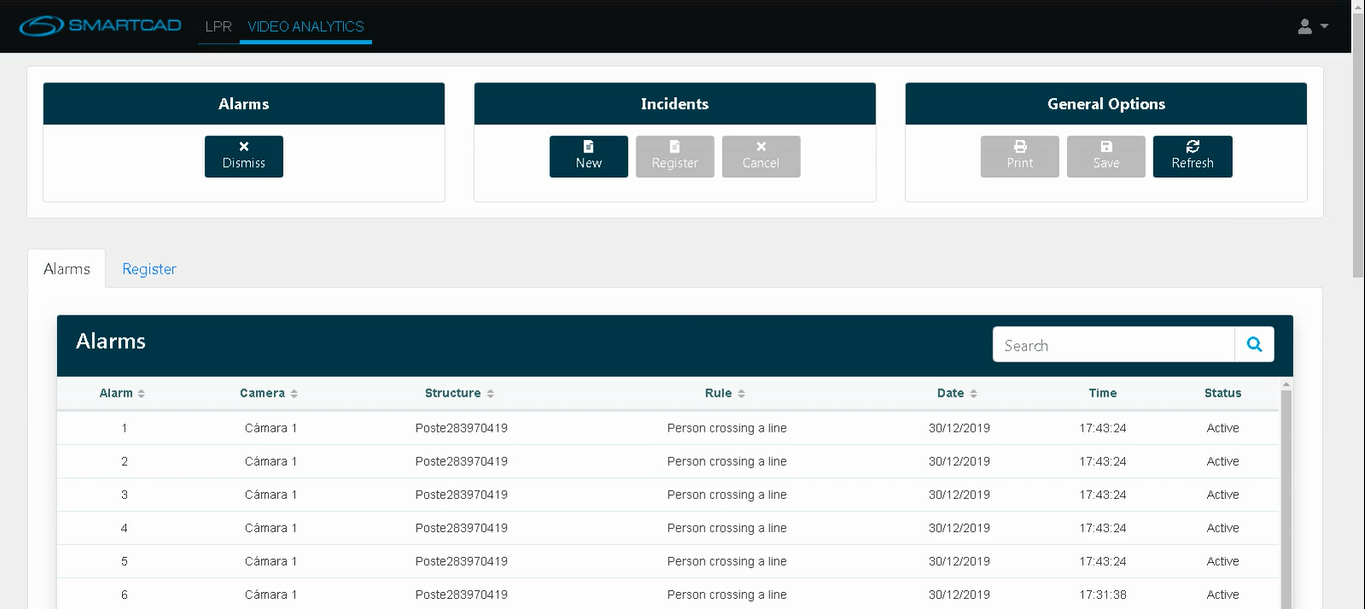 SMARTCAD LPR VIDEO ANALYTICS
Alarms Incidents General Options
Dismiss New Register Cancel Print Save Refresh
Alarms Register
Alarms Search
Alarm Camera Structure Rule Date Time Status
1 Cámara 1 Poste283970419 Person crossing a line 30/12/2019 17:43:24 Active
2 Cámara 1 Poste283970419 Person crossing a line 30/12/2019 17:43:24 Active
3 Cámara 1 Poste283970419 Person crossing a line 30/12/2019 17:43:24 Active
4 Cámara 1 Poste283970419 Person crossing a line 30/12/2019 17:43:24 Active
5 Cámara 1 Poste283970419 Person crossing a line 30/12/2019 17:43:24 Active
6 Cámara 1 Poste283970419 Person crossing a line 30/12/2019 17:31:38 Active